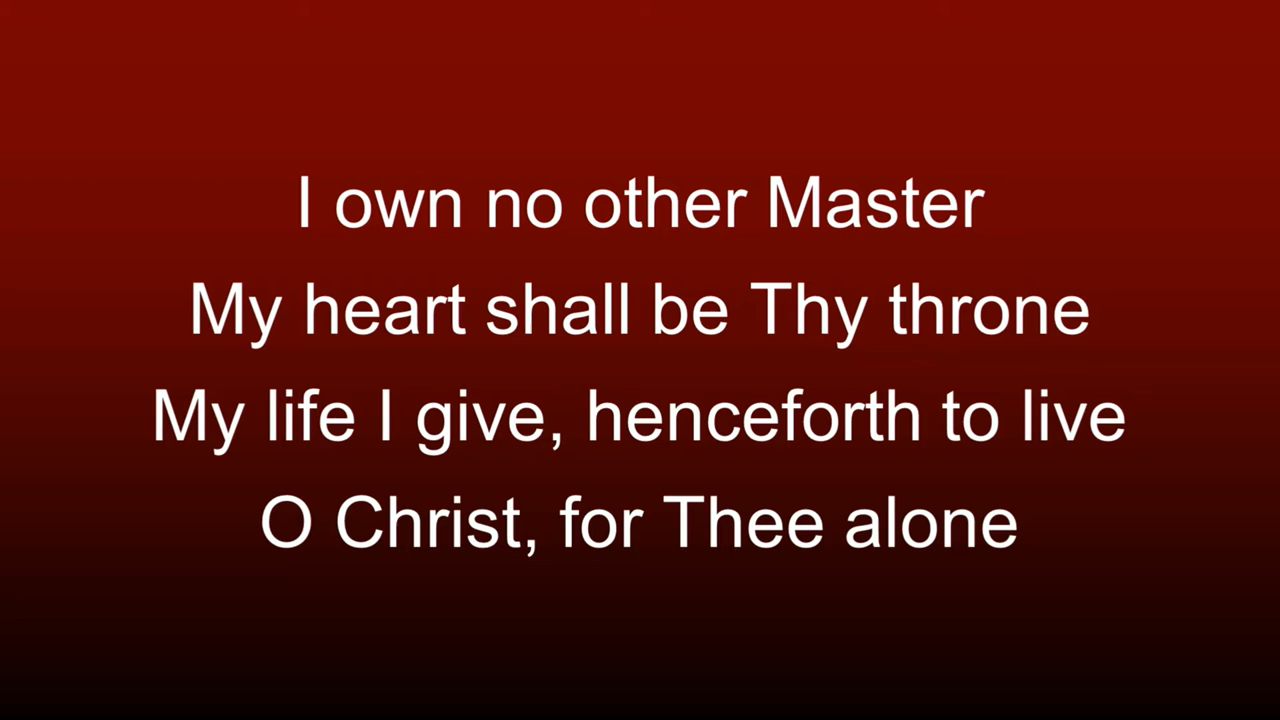 I own no other Master
My heart shall be Thy throne
My life I give, henceforth to live
O Christ, for Thee alone